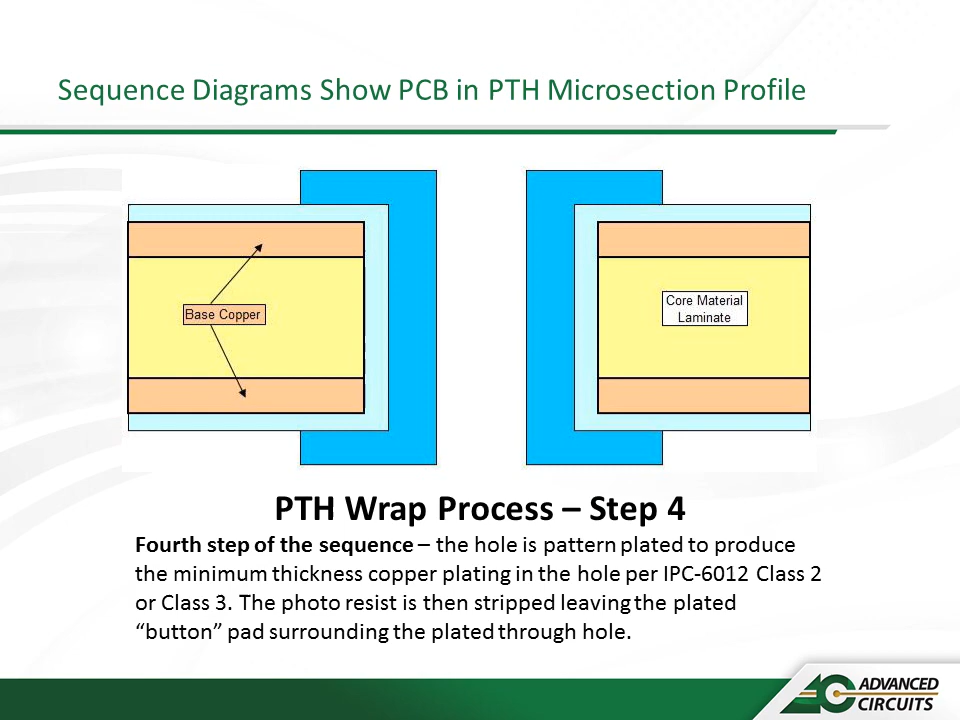 Sequence Diagrams Show PCB in PTH Microsection Profile
Base Copper
Core Material
Laminate
PTH Wrap Process – Step 4
Fourth step of the sequence – the hole is pattern plated to produce
the minimum thickness copper plating in the hole per IPC-6012 Class 2
or Class 3. The photo resist is then stripped leaving the plated
“button” pad surrounding the plated through hole.
ADVANCED
CIRCUITS